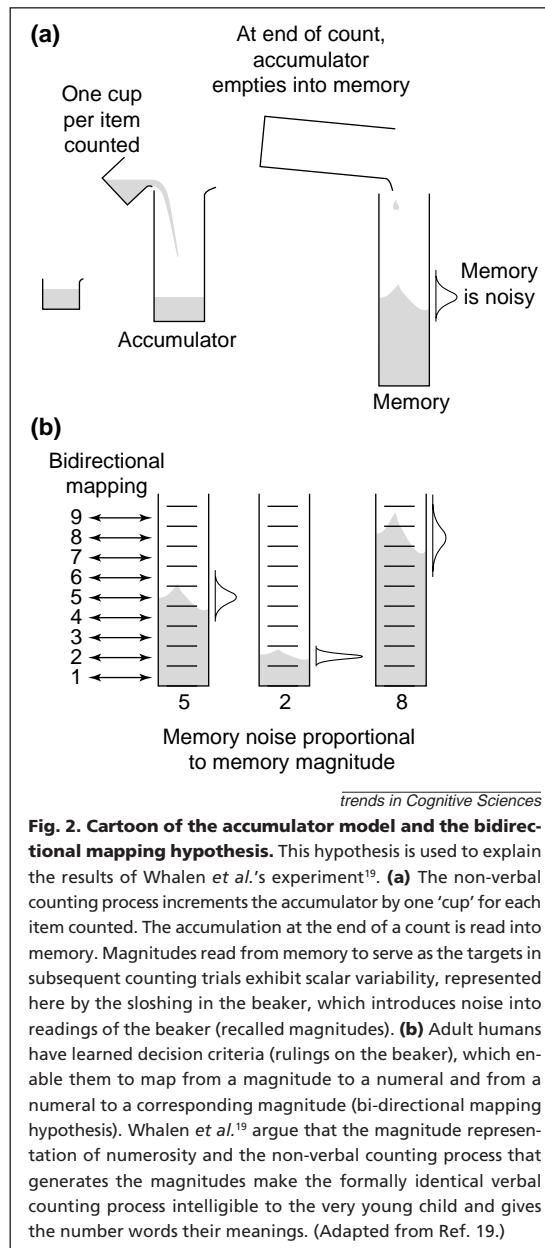 (a)
At end of count,
accumulator
empties into memory
One cup
per item
counted
Accumulator
Memory
is noisy
Memory
(b)
Bidirectional
mapping
9
8
7
6
5
4
3
2
1
5 2 8
Memory noise proportional
to memory magnitude
trends in Cognitive Sciences
Fig. 2. Cartoon of the accumulator model and the bidirec-
tional mapping hypothesis. This hypothesis is used to explain
the results of Whalen et al.'s experiment¹⁹. (a) The non-verbal
counting process increments the accumulator by one 'cup' for each
item counted. The accumulation at the end of a count is read into
memory. Magnitudes read from memory to serve as the targets in
subsequent counting trials exhibit scalar variability, represented
here by the sloshing in the beaker, which introduces noise into
readings of the beaker (recalled magnitudes). (b) Adult humans
have learned decision criteria (rulings on the beaker), which en-
able them to map from a magnitude to a numeral and from a
numeral to a corresponding magnitude (bi-directional mapping
hypothesis). Whalen et al.¹⁹ argue that the magnitude represen-
tation of numerosity and the non-verbal counting process that
generates the magnitudes make the formally identical verbal
counting process intelligible to the very young child and gives
the number words their meanings. (Adapted from Ref. 19.)